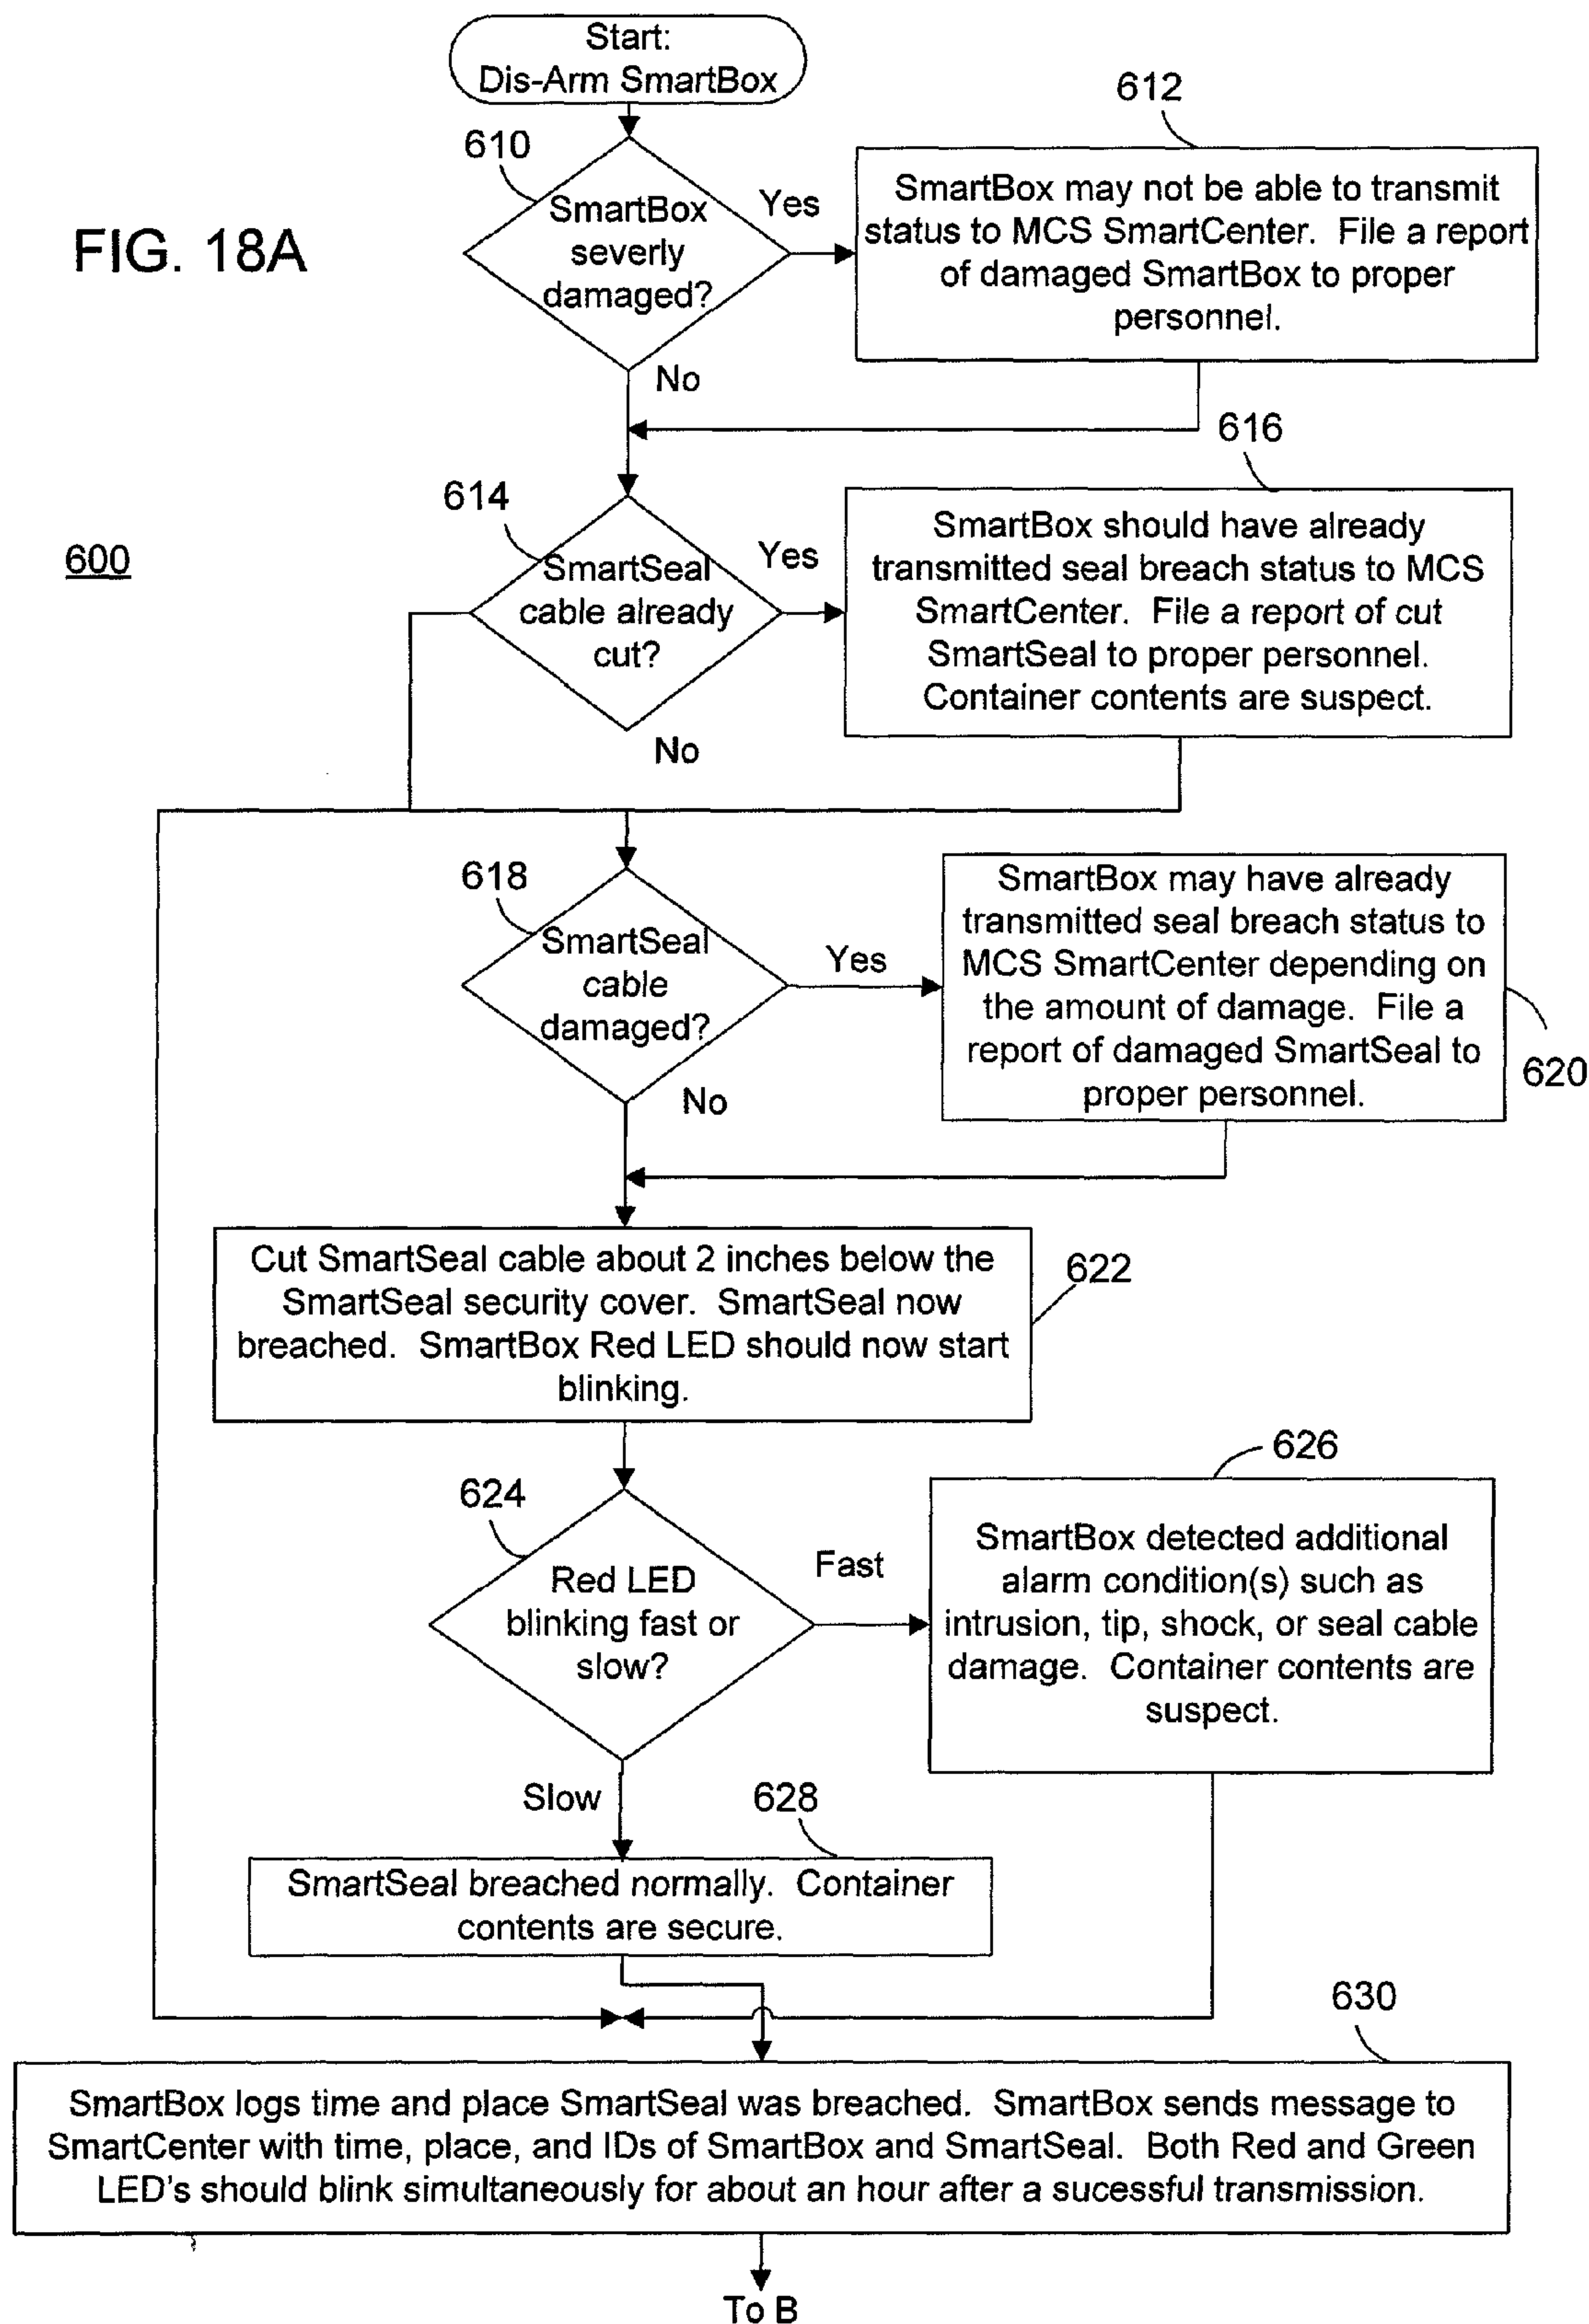 Start:
Dis-Arm SmartBox
612
610
SmartBox
severly
damaged?
Yes
SmartBox may not be able to transmit
status to MCS SmartCenter. File a report
of damaged SmartBox to proper
personnel.
FIG. 18A
No
616
614
SmartSeal
cable already
cut?
Yes
SmartBox should have already
transmitted seal breach status to MCS
SmartCenter. File a report of cut
SmartSeal to proper personnel.
Container contents are suspect.
600
No
618
SmartSeal
cable
damaged?
Yes
SmartBox may have already
transmitted seal breach status to
MCS SmartCenter depending on
the amount of damage. File a
report of damaged SmartSeal to
proper personnel.
620
No
Cut SmartSeal cable about 2 inches below the
SmartSeal security cover. SmartSeal now
breached. SmartBox Red LED should now start
blinking.
622
626
624
Red LED
blinking fast or
slow?
Fast
SmartBox detected additional
alarm condition(s) such as
intrusion, tip, shock, or seal cable
damage. Container contents are
suspect.
Slow
628
SmartSeal breached normally. Container
contents are secure.
630
SmartBox logs time and place SmartSeal was breached. SmartBox sends message to
SmartCenter with time, place, and IDs of SmartBox and SmartSeal. Both Red and Green
LED's should blink simultaneously for about an hour after a sucessful transmission.
To B